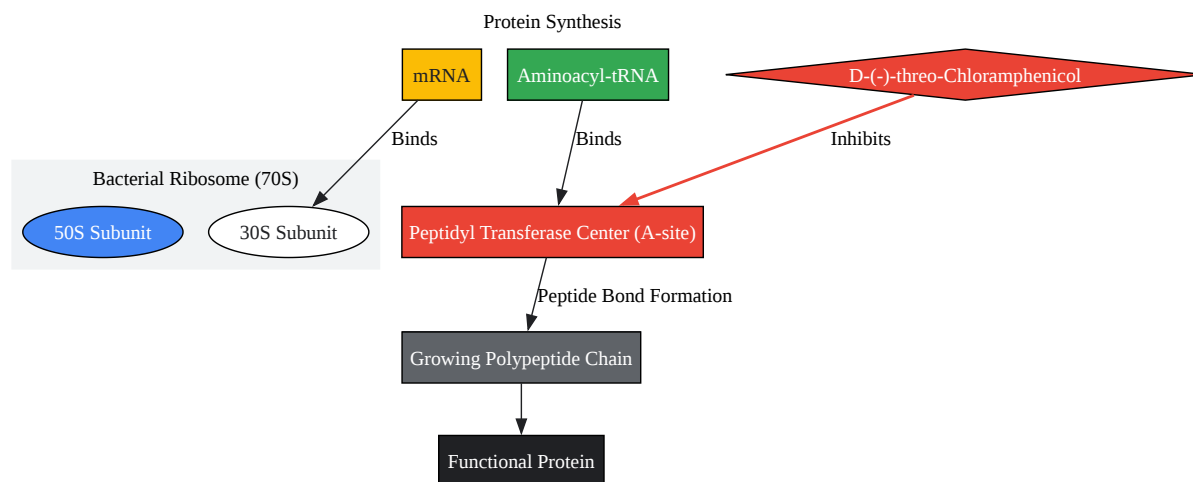 Protein Synthesis
mRNA
Aminoacyl-tRNA
D-(-)-threo-Chloramphenicol
Binds
Binds
Inhibits
Bacterial Ribosome (70S)
50S Subunit
30S Subunit
Peptidyl Transferase Center (A-site)
Peptide Bond Formation
Growing Polypeptide Chain
Functional Protein